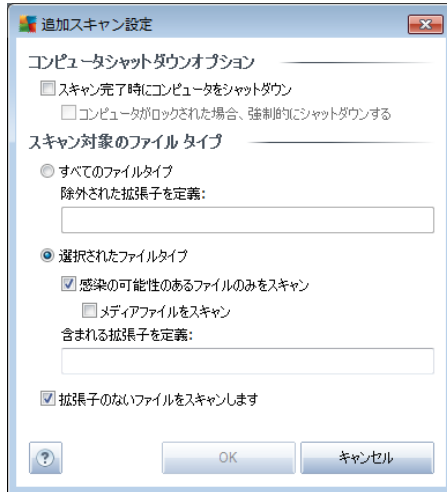 追加スキャン設定
コンピュータシャットダウンオプション
スキャン完了時にコンピュータをシャットダウン
コンピュータがロックされた場合、強制的にシャットダウンする
スキャン対象のファイル タイプ
すべてのファイルタイプ
除外された拡張子を定義:
選択されたファイルタイプ
感染の可能性のあるファイルのみをスキャン
メディアファイルをスキャン
含まれる拡張子を定義:
拡張子のないファイルをスキャンします
?
OK
キャンセル